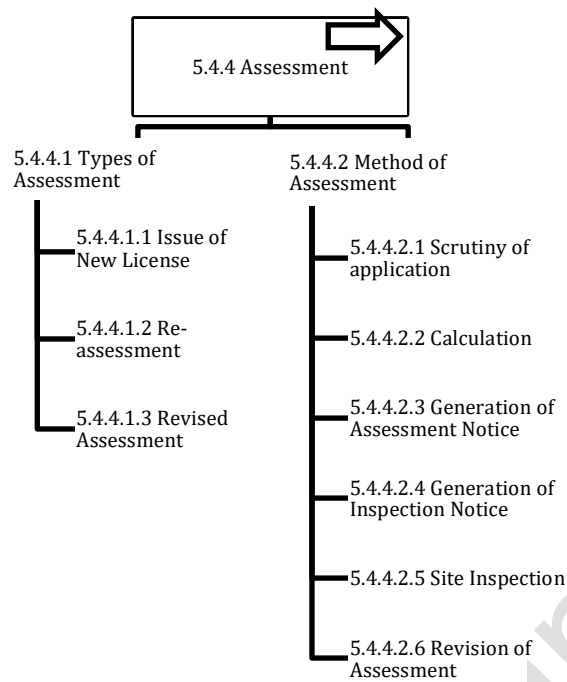 5.4.4 Assessment
5.4.4.1 Types of
Assessment
5.4.4.1.1 Issue of
New License
5.4.4.1.2 Re-
assessment
5.4.4.1.3 Revised
Assessment
5.4.4.2 Method of
Assessment
5.4.4.2.1 Scrutiny of
application
5.4.4.2.2 Calculation
5.4.4.2.3 Generation of
Assessment Notice
5.4.4.2.4 Generation of
Inspection Notice
5.4.4.2.5 Site Inspection
5.4.4.2.6 Revision of
Assessment